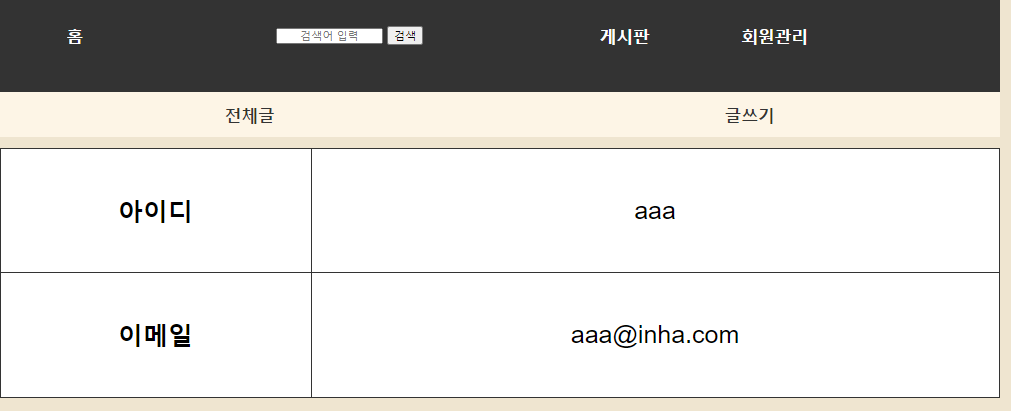 홈 검색어 입력 검색 게시판 회원관리
전체글 글쓰기
아이디 aaa
이메일 aaa@inha.com